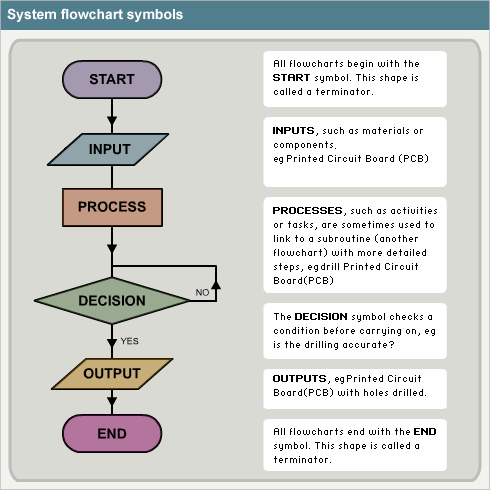 System flowchart symbols
START
All flowcharts begin with the
START symbol. This shape is
called a terminator.
INPUT
INPUTS, such as materials or
components,
eg Printed Circuit Board (PCB)
PROCESS
PROCESSES, such as activities
or tasks, are sometimes used to
link to a subroutine (another
flowchart) with more detailed
steps, eg drill Printed Circuit
Board(PCB)
DECISION
NO
YES
The DECISION symbol checks a
condition before carrying on, eg
is the drilling accurate?
OUTPUT
OUTPUTS, eg Printed Circuit
Board(PCB) with holes drilled.
END
All flowcharts end with the END
symbol. This shape is called a
terminator.